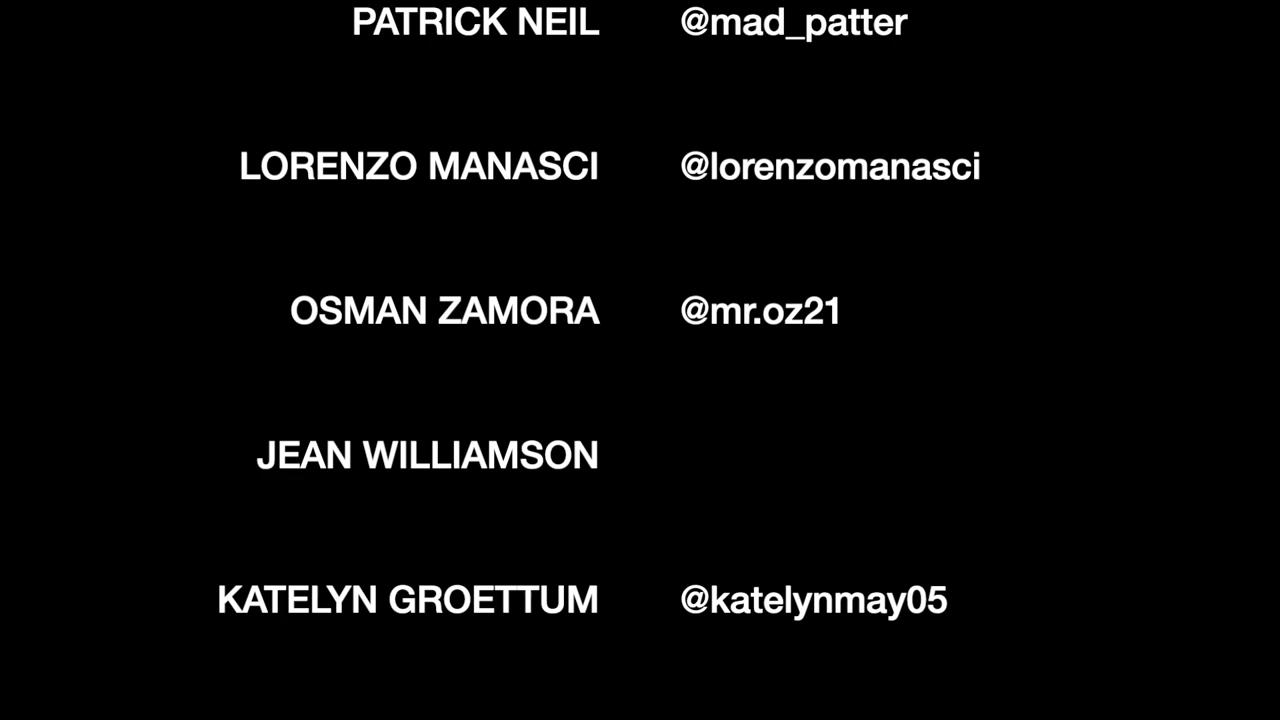 PATRICK NEIL @mad_patter
LORENZO MANASCI @lorenzomanasci
OSMAN ZAMORA @mr.oz21
JEAN WILLIAMSON
KATELYN GROETTUM @katelynmay05